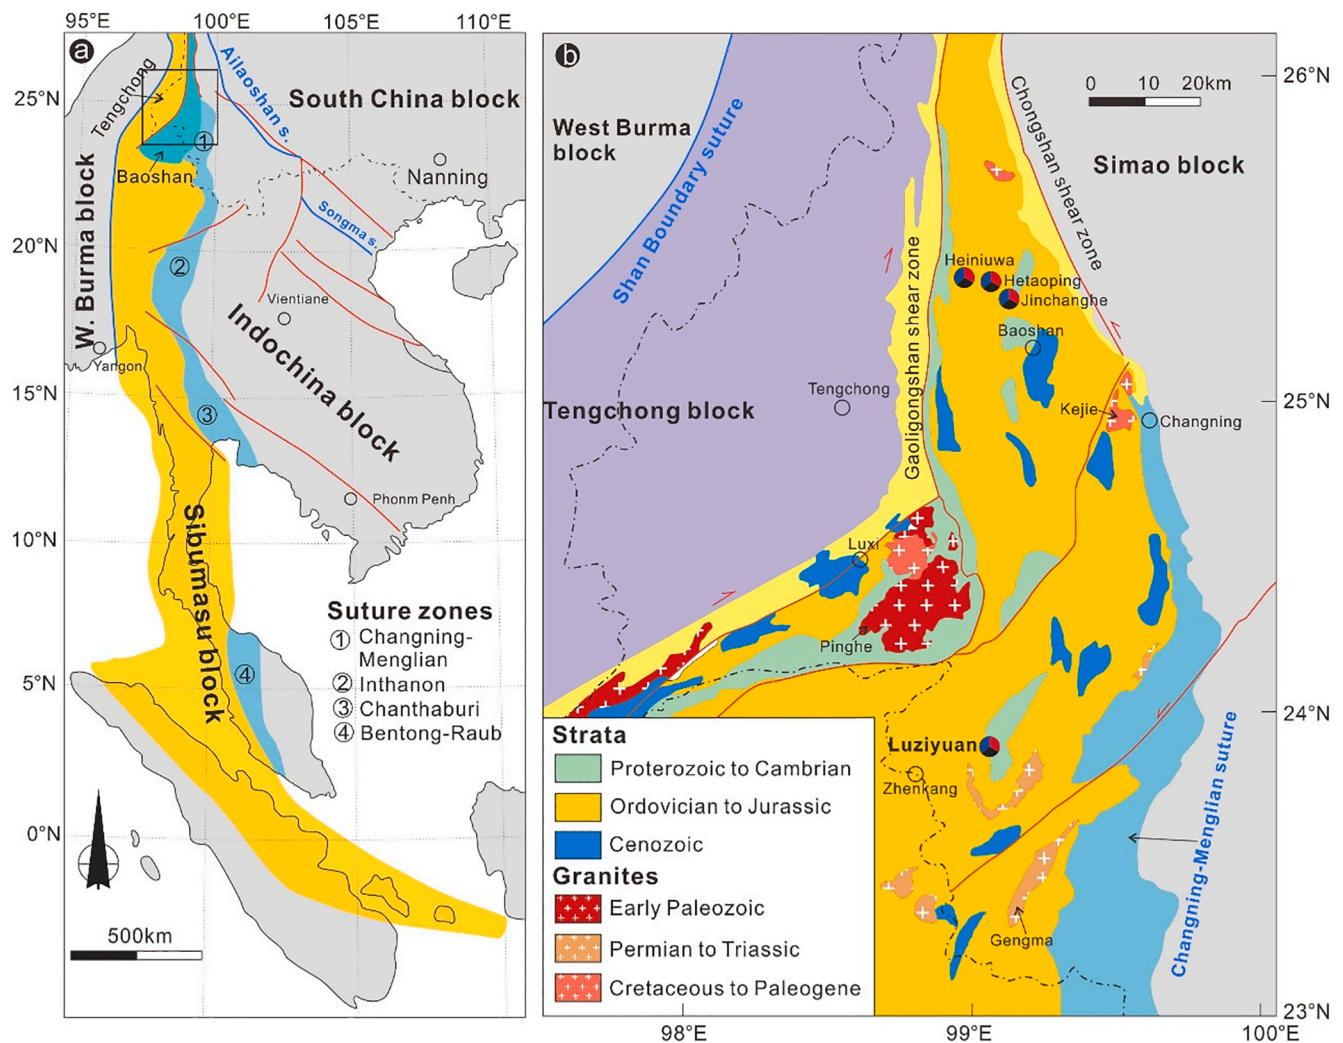 95°E
100°E
105°E
110°E
a
25°N
20°N
15°N
10°N
5°N
0°N
Tengchong
Ailaoshan s.
South China block
1
Baoshan
Nanning
W. Burma block
Songma s.
2
Vientiane
Indochina block
Yangon
3
Phonm Penh
Sibumasu block
4
Suture zones
1 Changning-
Menglian
2 Inthanon
3 Chanthaburi
4 Bentong-Raub
500km
b
0 10 20km
26°N
25°N
24°N
23°N
98°E
99°E
100°E
West Burma
block
Shan Boundary suture
Chongshan shear zone
Simao block
Gaoligongshan shear zone
Heiniuwa
Hetaoping
Jinchanghe
Baoshan
Tengchong
Tengchong block
Kejie
Changning
Luxi
Pinghe
Luziyuan
Zhenkang
Changning-Menglian suture
Gengma
Strata
Proterozoic to Cambrian
Ordovician to Jurassic
Cenozoic
Granites
Early Paleozoic
Permian to Triassic
Cretaceous to Paleogene